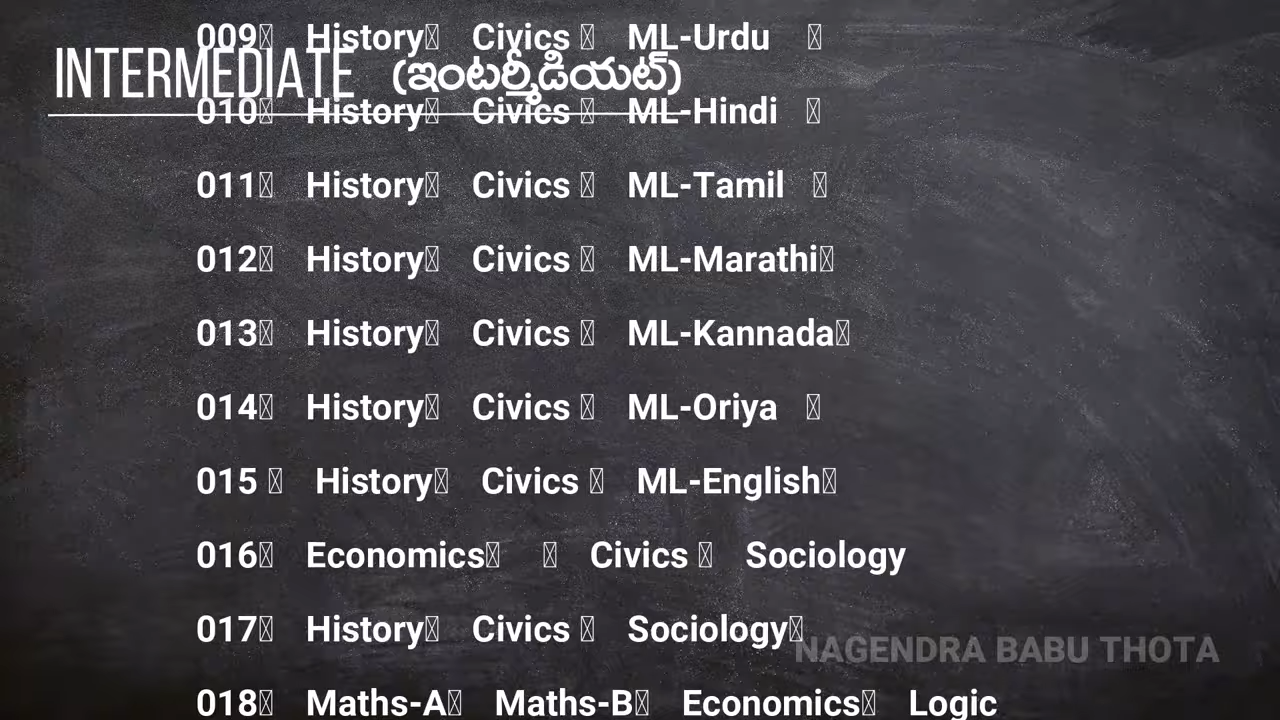 009 History Civics ML-Urdu
INTERMEDIATE (ఇంటర్మీడియట్)
010 History Civics ML-Hindi
011 History Civics ML-Tamil
012 History Civics ML-Marathi
013 History Civics ML-Kannada
014 History Civics ML-Oriya
015 History Civics ML-English
016 Economics Civics Sociology
017 History Civics Sociology
NAGENDRA BABU THOTA
018 Maths-A Maths-B Economics Logic